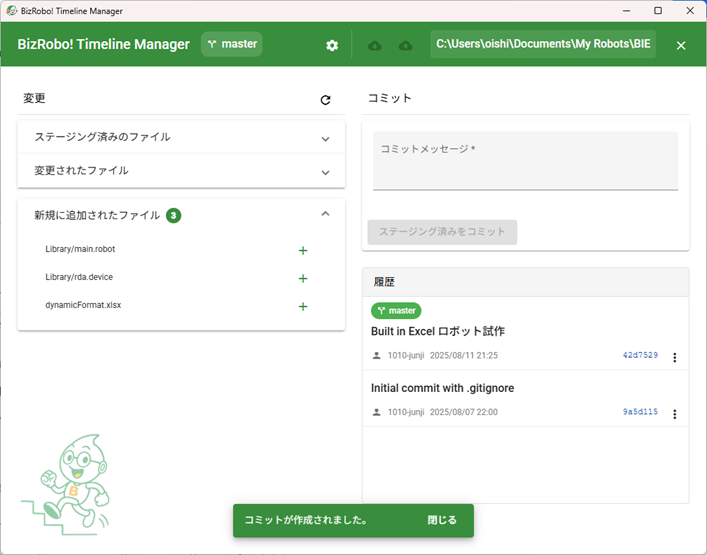 BizRobo! Timeline Manager
BizRobo! Timeline Manager
master
C:\Users\oishi\Documents\My Robots\BIE
変更
ステージング済みのファイル
変更されたファイル
新規に追加されたファイル 3
Library/main.robot
Library/rda.device
dynamicFormat.xlsx
コミット
コミットメッセージ *
ステージング済みをコミット
履歴
master
Built in Excel ロボット試作
1010-junji 2025/08/11 21:25 42d7529
Initial commit with .gitignore
1010-junji 2025/08/07 22:00 9a5d115
B
コミットが作成されました。 閉じる